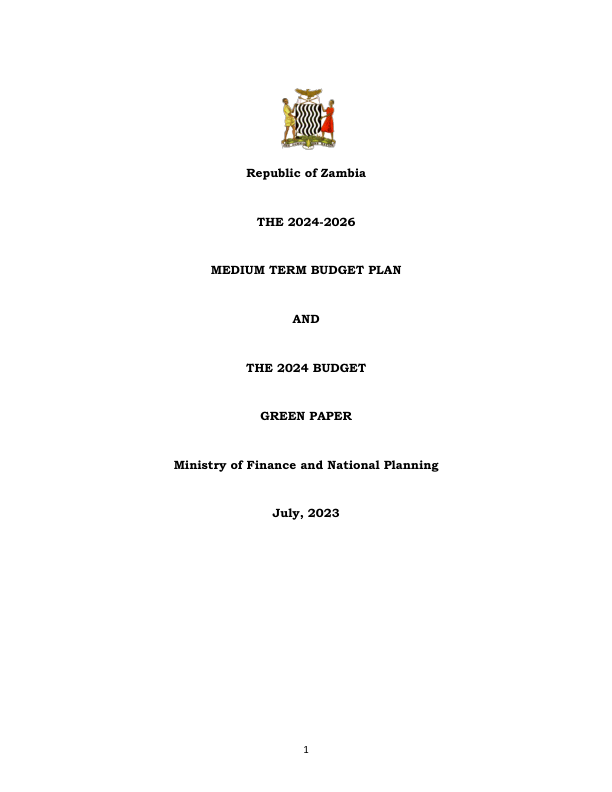 Republic of Zambia
THE 2024-2026
MEDIUM TERM BUDGET PLAN
AND
THE 2024 BUDGET
GREEN PAPER
Ministry of Finance and National Planning
July, 2023
1